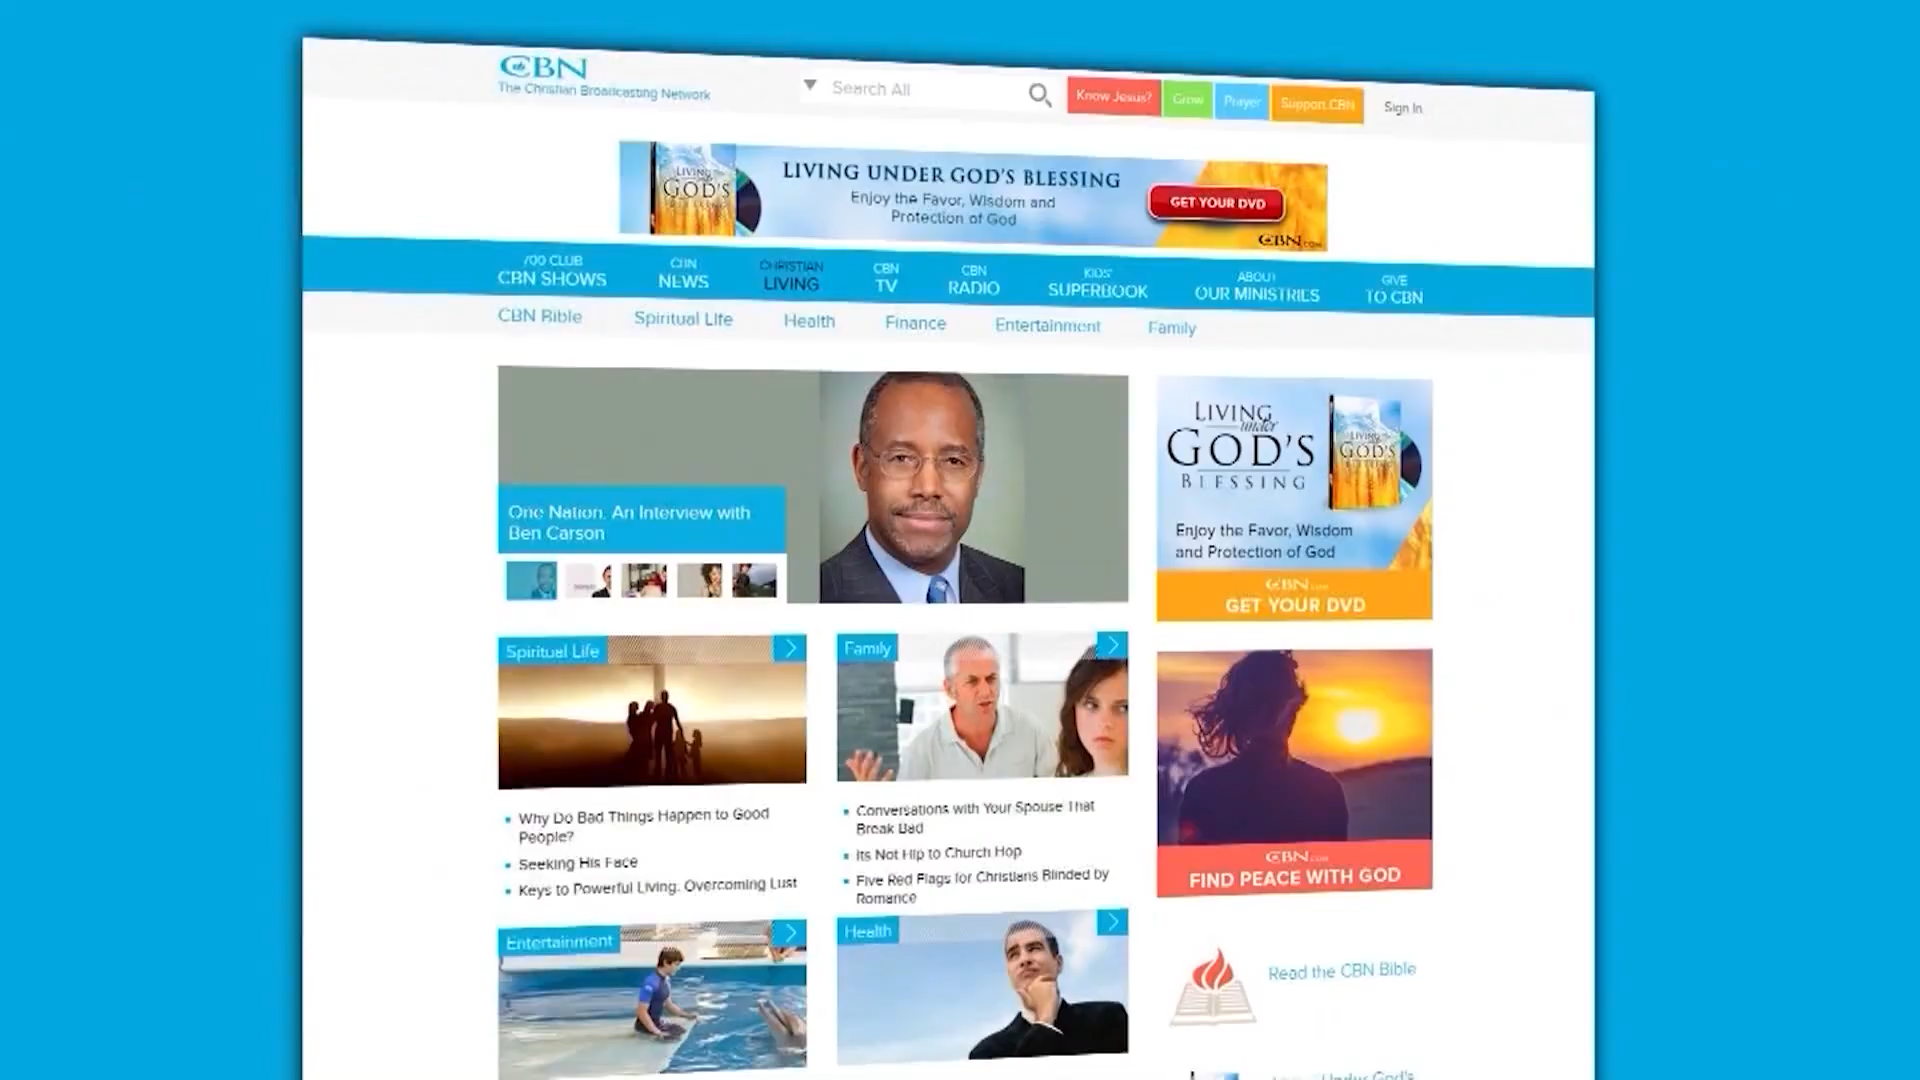 CBN
The Christian Broadcasting Network
Search All
Know Jesus?
Grow
Prayer
Support CBN
Sign In
LIVING
GOD'S
LIVING UNDER GOD'S BLESSING
Enjoy the Favor, Wisdom and
Protection of God
GET YOUR DVD
CBN.COM
700 CLUB
CBN SHOWS
CBN
NEWS
CHRISTIAN
LIVING
CBN
TV
CBN
RADIO
KIDS'
SUPERBOOK
ABOUT
OUR MINISTRIES
GIVE
TO CBN
CBN Bible
Spiritual Life
Health
Finance
Entertainment
Family
One Nation. An Interview with
Ben Carson
LIVING
under
GOD'S
BLESSING
LIVING
GOD'S
Enjoy the Favor, Wisdom
and Protection of God
CBN.COM
GET YOUR DVD
Spiritual Life
Why Do Bad Things Happen to Good
People?
Seeking His Face
Keys to Powerful Living. Overcoming Lust
Family
Conversations with Your Spouse That
Break Bad
Its Not Hip to Church Hop
Five Red Flags for Christians Blinded by
Romance
CBN.COM
FIND PEACE WITH GOD
Entertainment
Health
Read the CBN Bible
Under God's